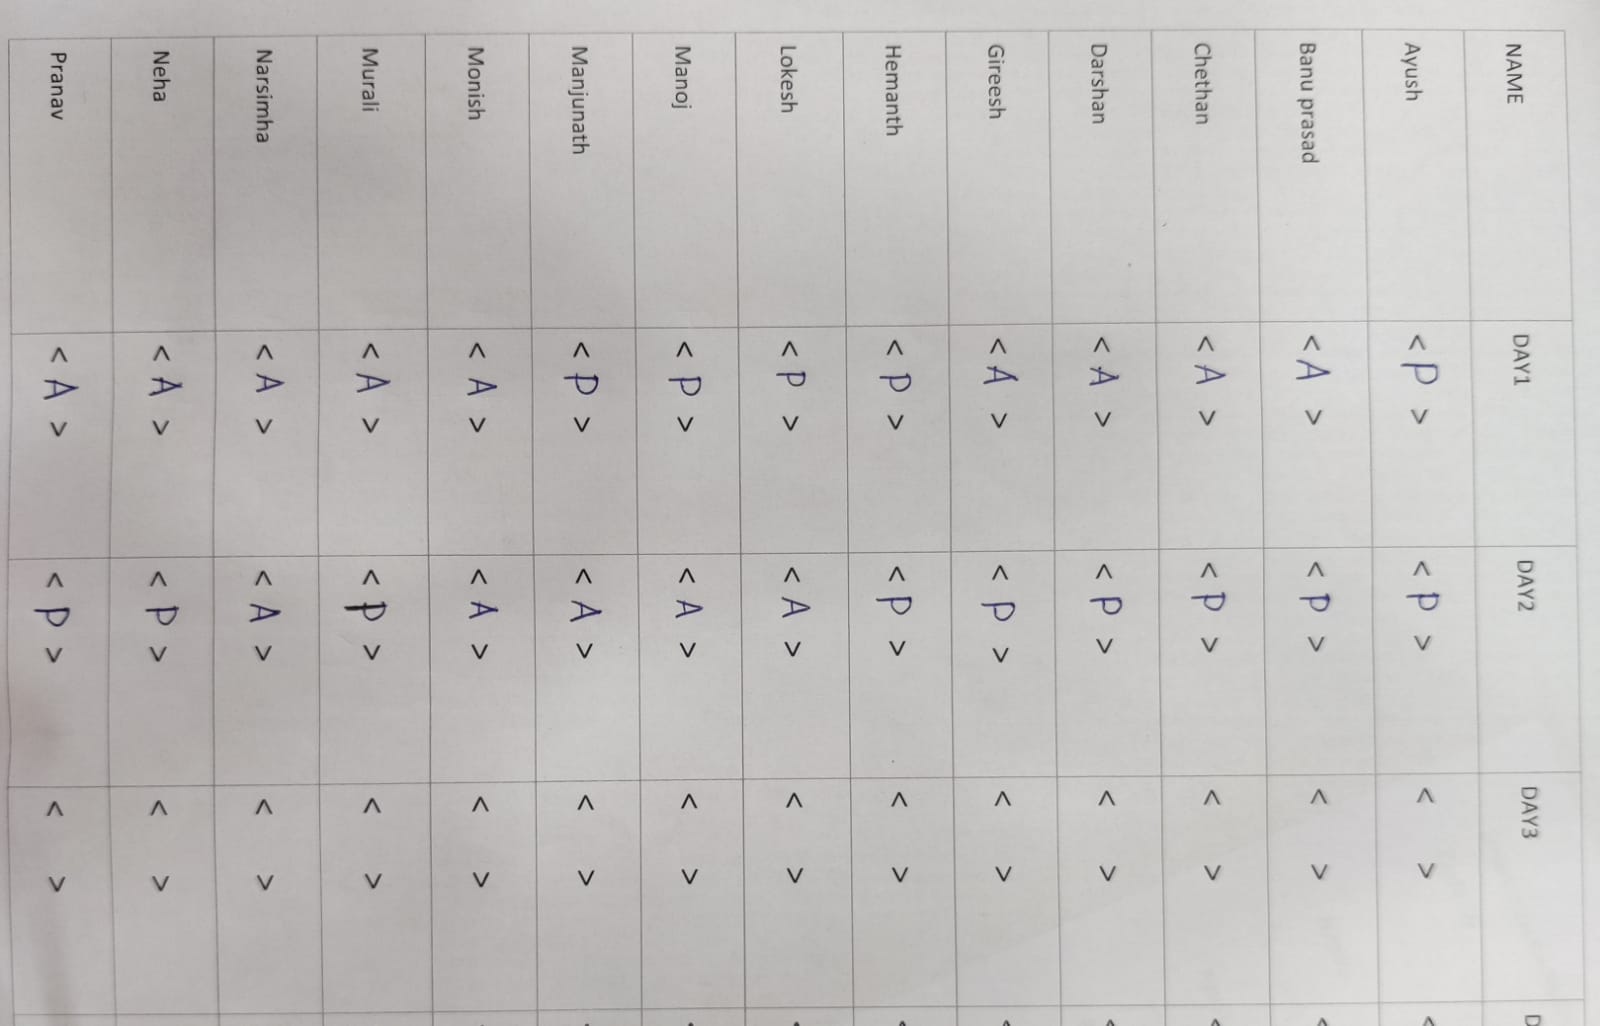 NAME DAY1 DAY2 DAY3 D
Ayush < P > < P > < > <
Banu prasad < A > < P > < > <
Chethan < A > < P > < > <
Darshan < A > < P > < > <
Gireesh < A > < P > < > <
Hemanth < P > < P > < > <
Lokesh < P > < A > < >
Manoj < P > < A > < >
Manjunath < P > < A > < >
Monish < A > < A > < >
Murali < A > < P > < >
Narsimha < A > < A > < >
Neha < A > < P > < >
Pranav < A > < P > < >